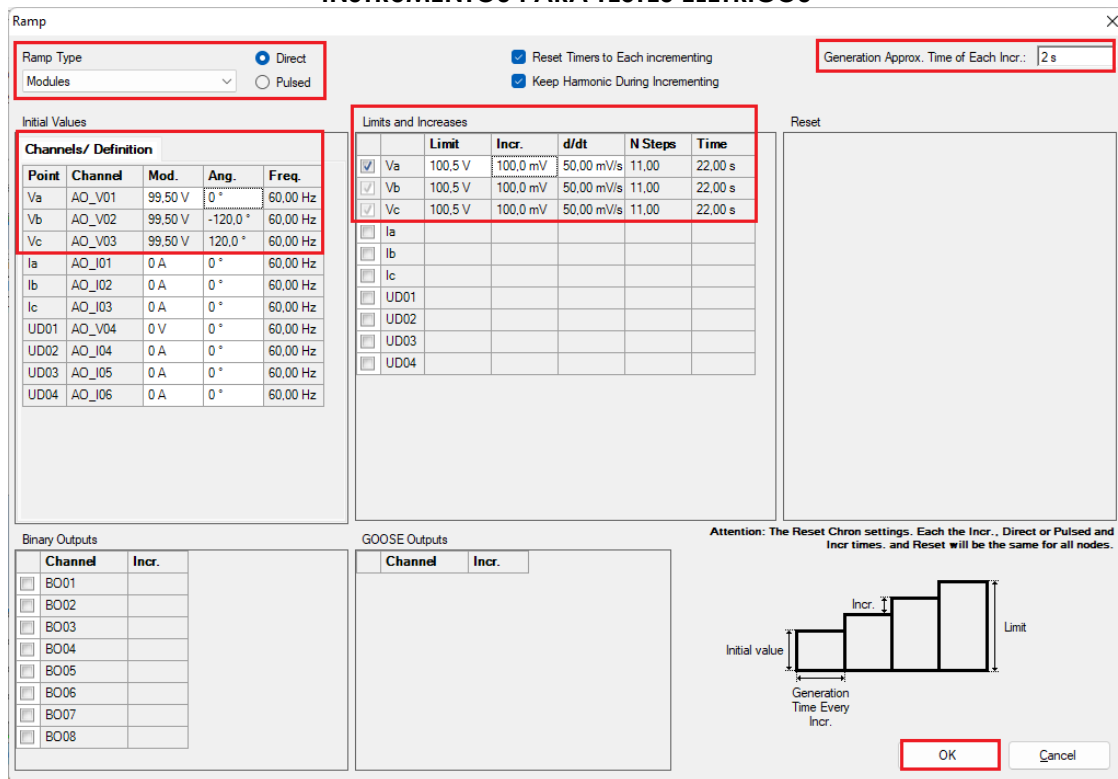 INSTRUMENTOS PARA TESTES ELÉTRICOS
Ramp
Ramp Type
Direct
Modules
Pulsed
Reset Timers to Each incrementing
Keep Harmonic During Incrementing
Generation Approx. Time of Each Incr.: 2 s
Initial Values
Channels/ Definition
Point Channel Mod. Ang. Freq.
Va AO_V01 99,50 V 0 ° 60,00 Hz
Vb AO_V02 99,50 V -120,0 ° 60,00 Hz
Vc AO_V03 99,50 V 120,0 ° 60,00 Hz
Ia AO_I01 0 A 0 ° 60,00 Hz
Ib AO_I02 0 A 0 ° 60,00 Hz
Ic AO_I03 0 A 0 ° 60,00 Hz
UD01 AO_V04 0 V 0 ° 60,00 Hz
UD02 AO_I04 0 A 0 ° 60,00 Hz
UD03 AO_I05 0 A 0 ° 60,00 Hz
UD04 AO_I06 0 A 0 ° 60,00 Hz
Limits and Increases
Limit Incr. d/dt N Steps Time
Va 100,5 V 100,0 mV 50,00 mV/s 11,00 22,00 s
Vb 100,5 V 100,0 mV 50,00 mV/s 11,00 22,00 s
Vc 100,5 V 100,0 mV 50,00 mV/s 11,00 22,00 s
Ia
Ib
Ic
UD01
UD02
UD03
UD04
Reset
Binary Outputs
Channel Incr.
BO01
BO02
BO03
BO04
BO05
BO06
BO07
BO08
GOOSE Outputs
Channel Incr.
Attention: The Reset Chron settings. Each the Incr., Direct or Pulsed and
Incr times. and Reset will be the same for all nodes.
Incr.
Limit
Initial value
Generation
Time Every
Incr.
OK
Cancel